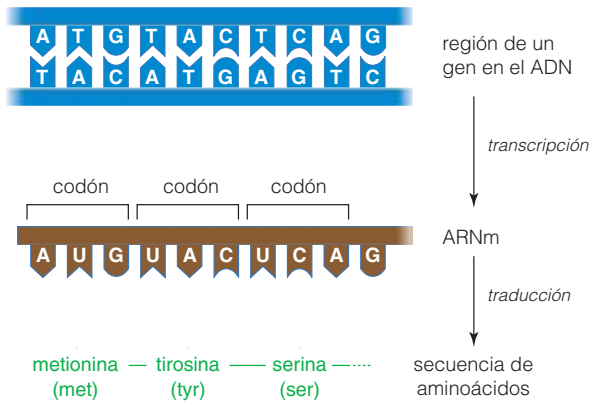 A T G T A C T C A G
región de un
gen en el ADN
T A C A T G A G T C
transcripción
codón codón codón
ARNm
A U G U A C U C A G
traducción
metionina — tirosina — serina —·····
(met) (tyr) (ser)
secuencia de
aminoácidos